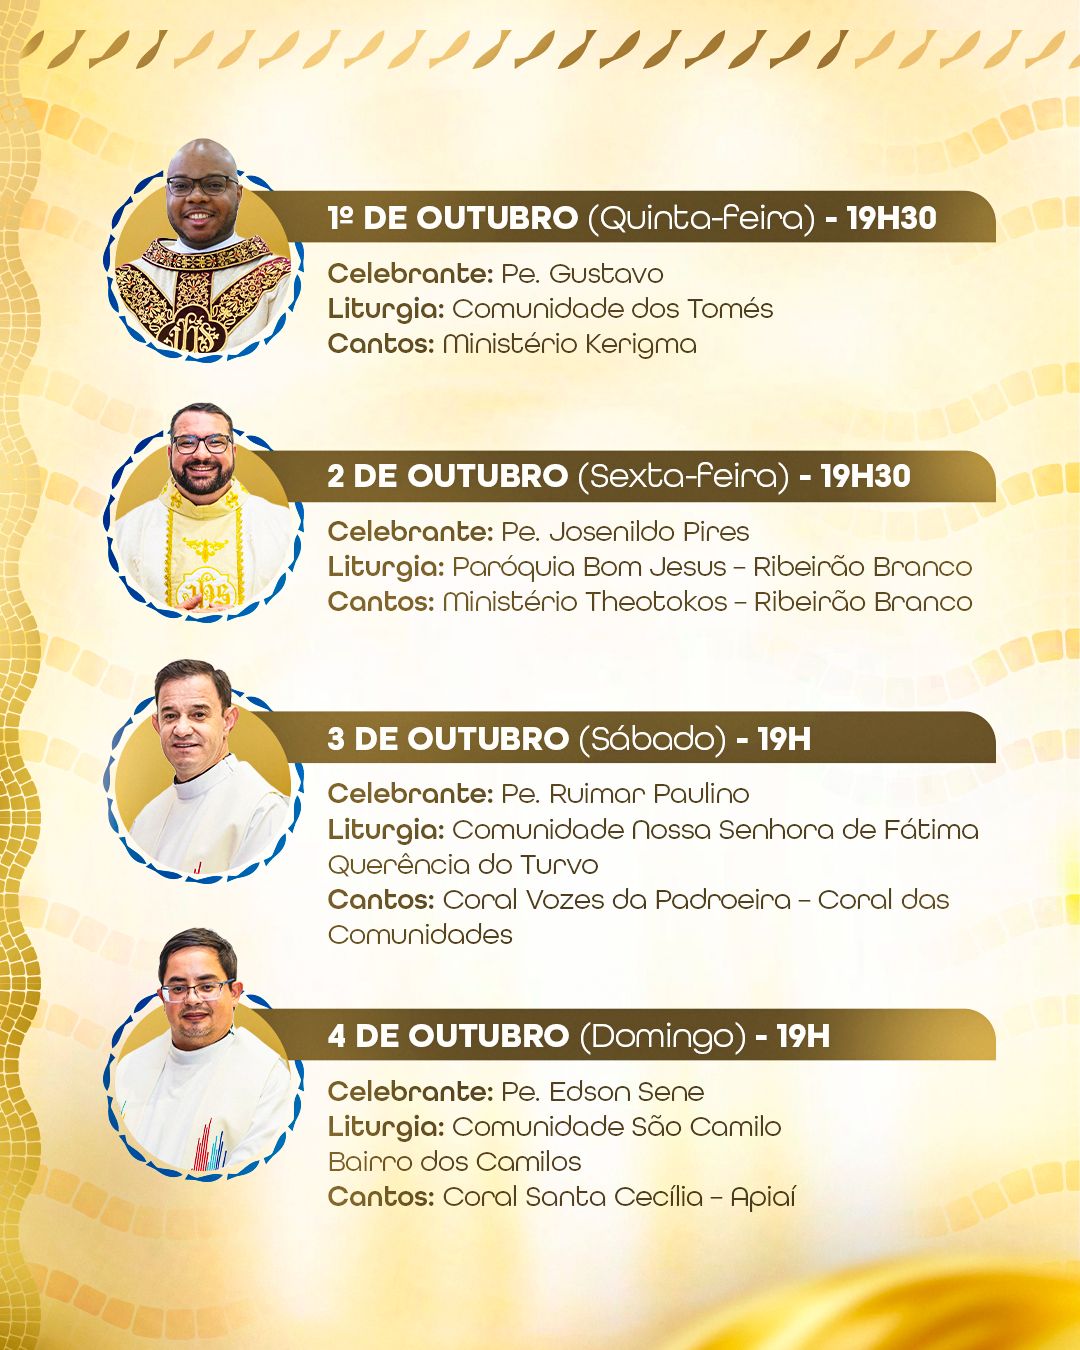 1º DE OUTUBRO (Quinta-feira) - 19H30
Celebrante: Pe. Gustavo
Liturgia: Comunidade dos Tomés
Cantos: Ministério Kerigma
2 DE OUTUBRO (Sexta-feira) - 19H30
Celebrante: Pe. Josenildo Pires
Liturgia: Paróquia Bom Jesus – Ribeirão Branco
Cantos: Ministério Theotokos – Ribeirão Branco
3 DE OUTUBRO (Sábado) - 19H
Celebrante: Pe. Ruimar Paulino
Liturgia: Comunidade Nossa Senhora de Fátima
Querência do Turvo
Cantos: Coral Vozes da Padroeira – Coral das
Comunidades
4 DE OUTUBRO (Domingo) - 19H
Celebrante: Pe. Edson Sene
Liturgia: Comunidade São Camilo
Bairro dos Camilos
Cantos: Coral Santa Cecília – Apiaí